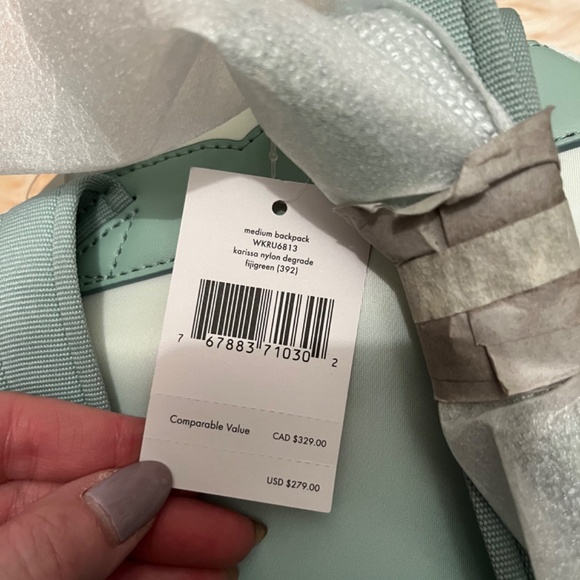 medium backpack
WKRU6813
karissa nylon degrade
fijigreen (392)
7 67883 71030 2
Comparable Value CAD $329.00
USD $279.00